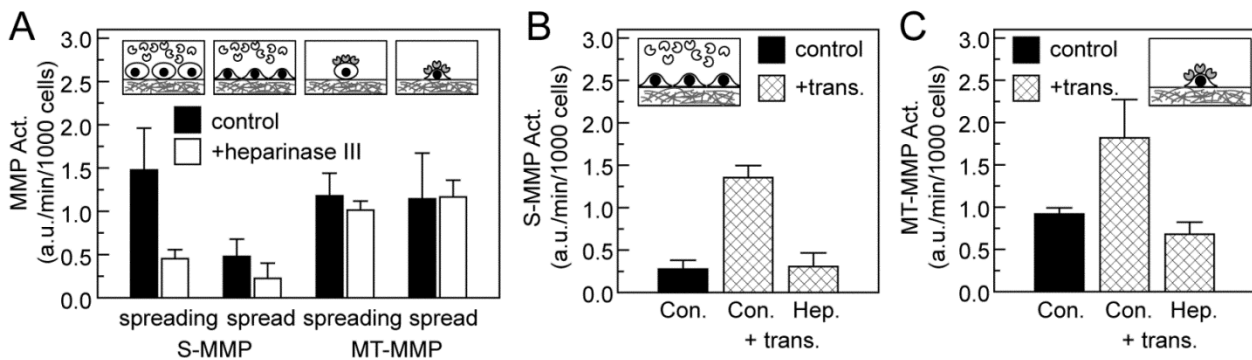 A
MMP Act.
(a.u./min/1000 cells)
3.0
2.5
2.0
1.5
1.0
0.5
0.0
control
+heparinase III
spreading spread spreading spread
S-MMP MT-MMP
B
S-MMP Act.
(a.u./min/1000 cells)
3.0
2.5
2.0
1.5
1.0
0.5
0.0
control
+trans.
Con. Con. Hep.
+ trans.
C
MT-MMP Act.
(a.u./min/1000 cells)
3.0
2.5
2.0
1.5
1.0
0.5
0.0
control
+trans.
Con. Con. Hep.
+ trans.